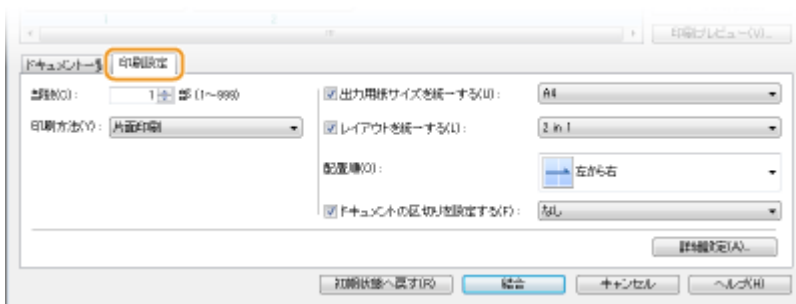 1 2
印刷プレビュー(V)...
ドキュメント一覧 印刷設定
部数(C): 1 部 (1～999)
出力用紙サイズを統一する(U): A4
印刷方法(Y): 片面印刷
レイアウトを統一する(L): 2 in 1
配置順(O): 左から右
ドキュメントの区切りを設定する(F): なし
詳細設定(A)...
初期状態へ戻す(R) 結合 キャンセル ヘルプ(H)